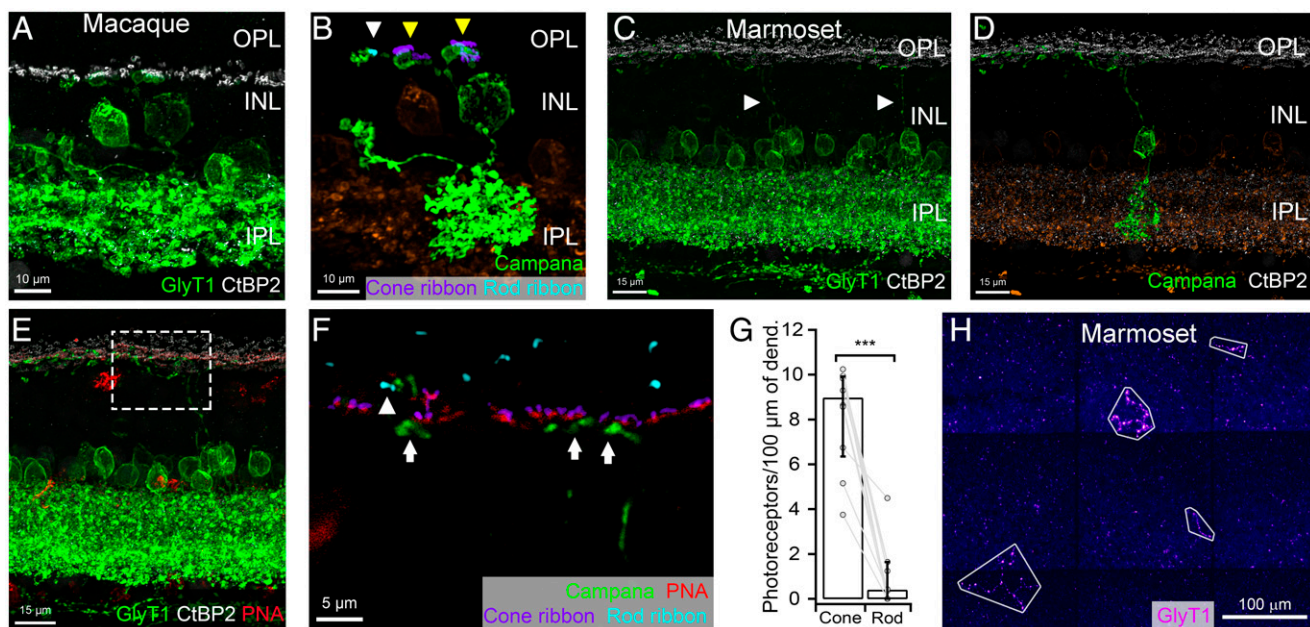 A Macaque
OPL
INL
IPL
10 µm
GlyT1 CtBP2
B
OPL
INL
IPL
10 µm
Campana
Cone ribbon Rod ribbon
C Marmoset
OPL
INL
IPL
15 µm
GlyT1 CtBP2
D
OPL
INL
IPL
15 µm
Campana CtBP2
E
15 µm
GlyT1 CtBP2 PNA
F
5 µm
Campana PNA
Cone ribbon Rod ribbon
G
Photoreceptors/100 µm of dend.
12
10
8
6
4
2
0
***
Cone Rod
H Marmoset
GlyT1
100 µm